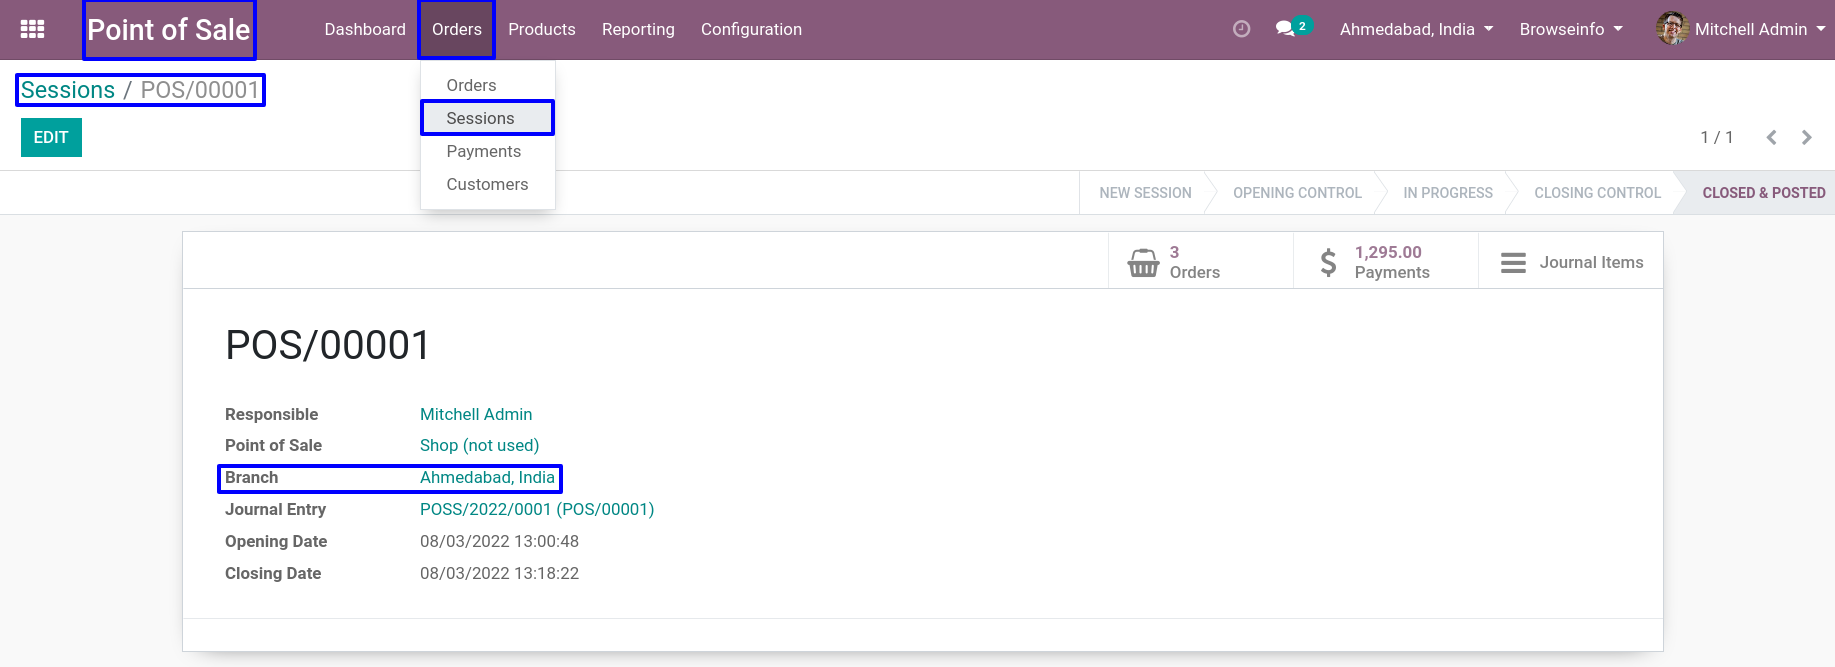 Point of Sale Dashboard Orders Products Reporting Configuration 2 Ahmedabad, India Browseinfo Mitchell Admin
Sessions / POS/00001
Orders
Sessions
Payments
Customers
EDIT
1 / 1
NEW SESSION OPENING CONTROL IN PROGRESS CLOSING CONTROL CLOSED & POSTED
3
Orders
1,295.00
Payments
Journal Items
POS/00001
Responsible Mitchell Admin
Point of Sale Shop (not used)
Branch Ahmedabad, India
Journal Entry POSS/2022/0001 (POS/00001)
Opening Date 08/03/2022 13:00:48
Closing Date 08/03/2022 13:18:22